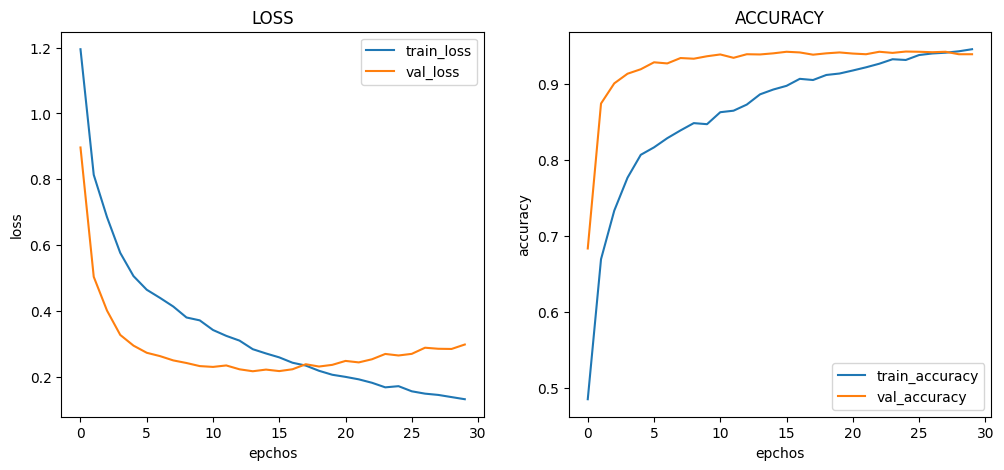 LOSS
train_loss
val_loss
1.2
1.0
0.8
0.6
0.4
0.2
loss
0 5 10 15 20 25 30
epchos
ACCURACY
0.9
0.8
0.7
0.6
0.5
accuracy
train_accuracy
val_accuracy
0 5 10 15 20 25 30
epchos